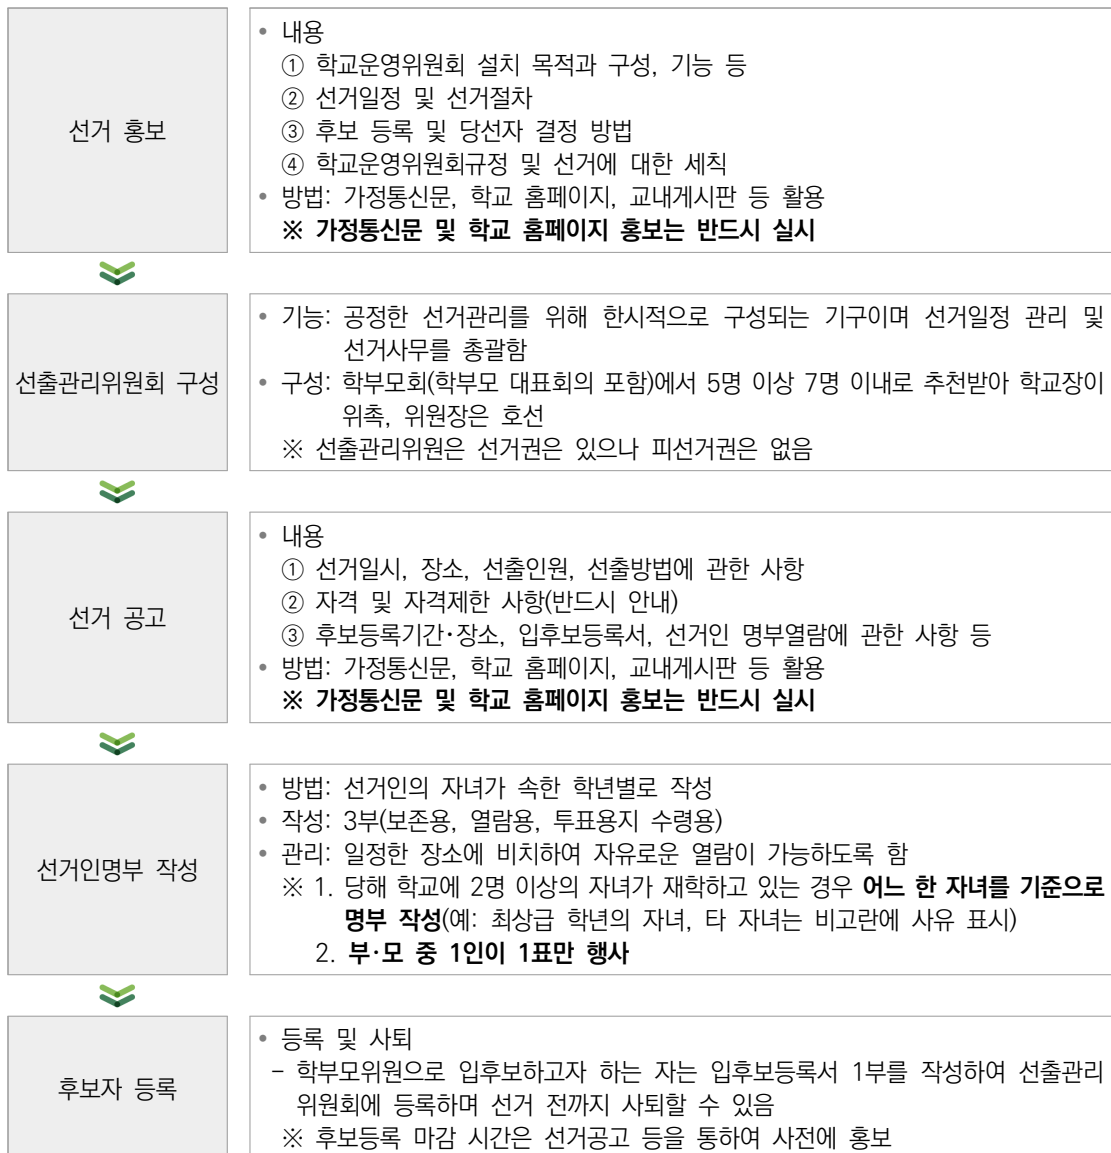 선거 홍보
• 내용
① 학교운영위원회 설치 목적과 구성, 기능 등
② 선거일정 및 선거절차
③ 후보 등록 및 당선자 결정 방법
④ 학교운영위원회규정 및 선거에 대한 세칙
• 방법: 가정통신문, 학교 홈페이지, 교내게시판 등 활용
※ 가정통신문 및 학교 홈페이지 홍보는 반드시 실시
선출관리위원회 구성
• 기능: 공정한 선거관리를 위해 한시적으로 구성되는 기구이며 선거일정 관리 및
선거사무를 총괄함
• 구성: 학부모회(학부모 대표회의 포함)에서 5명 이상 7명 이내로 추천받아 학교장이
위촉, 위원장은 호선
※ 선출관리위원은 선거권은 있으나 피선거권은 없음
선거 공고
• 내용
① 선거일시, 장소, 선출인원, 선출방법에 관한 사항
② 자격 및 자격제한 사항(반드시 안내)
③ 후보등록기간·장소, 입후보등록서, 선거인 명부열람에 관한 사항 등
• 방법: 가정통신문, 학교 홈페이지, 교내게시판 등 활용
※ 가정통신문 및 학교 홈페이지 홍보는 반드시 실시
선거인명부 작성
• 방법: 선거인의 자녀가 속한 학년별로 작성
• 작성: 3부(보존용, 열람용, 투표용지 수령용)
• 관리: 일정한 장소에 비치하여 자유로운 열람이 가능하도록 함
※ 1. 당해 학교에 2명 이상의 자녀가 재학하고 있는 경우 어느 한 자녀를 기준으로
명부 작성(예: 최상급 학년의 자녀, 타 자녀는 비고란에 사유 표시)
2. 부·모 중 1인이 1표만 행사
후보자 등록
• 등록 및 사퇴
- 학부모위원으로 입후보하고자 하는 자는 입후보등록서 1부를 작성하여 선출관리
위원회에 등록하며 선거 전까지 사퇴할 수 있음
※ 후보등록 마감 시간은 선거공고 등을 통하여 사전에 홍보